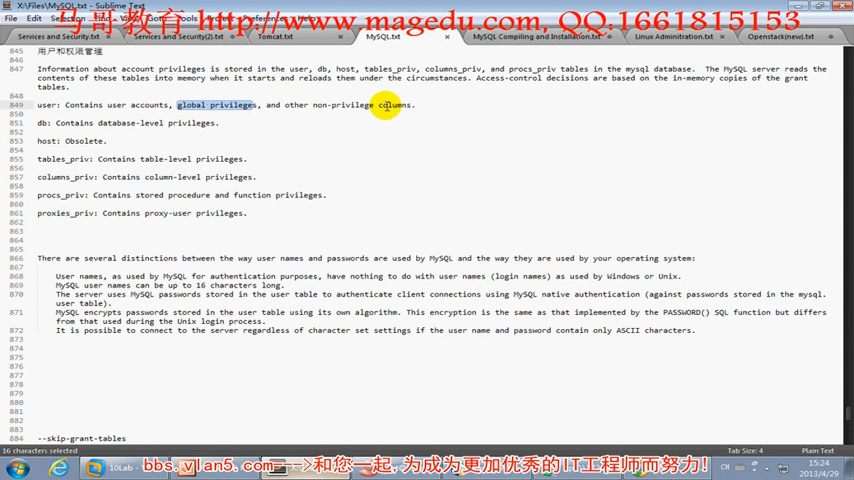 X:\Files\MySQL.txt - Sublime Text
马哥教育 http://www.magedu.com, QQ:1661815153
Services and Security.txt
Services and Security(2).txt
Tomcat.txt
MySQL.txt
MySQL Compiling and Installation.txt
Linux Adminitration.txt
Openstack(new).txt
845 用户和权限管理
846
847 Information about account privileges is stored in the user, db, host, tables_priv, columns_priv, and procs_priv tables in the mysql database.  The MySQL server reads the
contents of these tables into memory when it starts and reloads them under the circumstances. Access-control decisions are based on the in-memory copies of the grant
tables.
848
849 user: Contains user accounts, global privileges, and other non-privilege columns.
850
851 db: Contains database-level privileges.
852
853 host: Obsolete.
854
855 tables_priv: Contains table-level privileges.
856
857 columns_priv: Contains column-level privileges.
858
859 procs_priv: Contains stored procedure and function privileges.
860
861 proxies_priv: Contains proxy-user privileges.
862
863
864
865
866 There are several distinctions between the way user names and passwords are used by MySQL and the way they are used by your operating system:
867
868 User names, as used by MySQL for authentication purposes, have nothing to do with user names (login names) as used by Windows or Unix.
869 MySQL user names can be up to 16 characters long.
870 The server uses MySQL passwords stored in the user table to authenticate client connections using MySQL native authentication (against passwords stored in the mysql.
user table).
871 MySQL encrypts passwords stored in the user table using its own algorithm. This encryption is the same as that implemented by the PASSWORD() SQL function but differs
from that used during the Unix login process.
872 It is possible to connect to the server regardless of character set settings if the user name and password contain only ASCII characters.
873
874
875
876
877
878
879
880
881
882
883
884 --skip-grant-tables
16 characters selected
Tab Size: 4
Plain Text
bbs.vlan5.com-->和您一起,为成为更加优秀的IT工程师而努力!
10Lab -
CH
15:24
2013/4/29